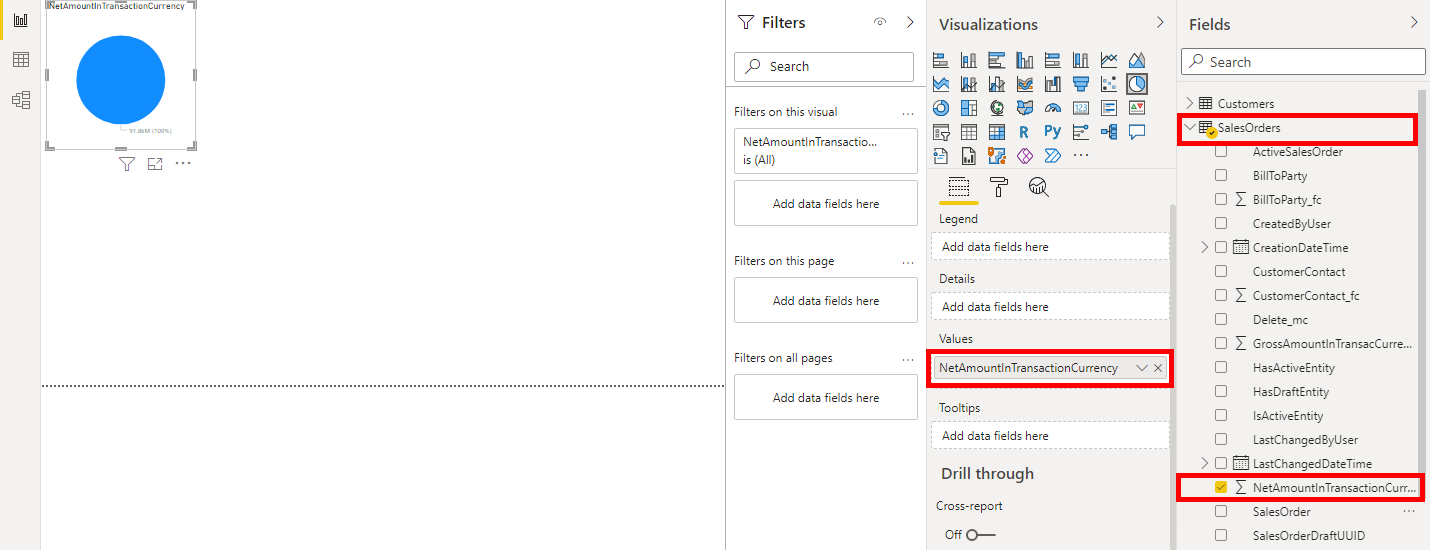 NetAmountInTransactionCurrency
91.86M (100%)
Filters
Search
Filters on this visual
...
NetAmountInTransactio...
is (All)
Add data fields here
Filters on this page
...
Add data fields here
Filters on all pages
...
Add data fields here
Visualizations
123
R
Py
...
Legend
Add data fields here
Details
Add data fields here
Values
NetAmountInTransactionCurrency
Tooltips
Add data fields here
Drill through
Cross-report
Off
Fields
Search
Customers
SalesOrders
ActiveSalesOrder
BillToParty
∑ BillToParty_fc
CreatedByUser
CreationDateTime
CustomerContact
∑ CustomerContact_fc
Delete_mc
∑ GrossAmountInTransacCurre...
HasActiveEntity
HasDraftEntity
IsActiveEntity
LastChangedByUser
LastChangedDateTime
∑ NetAmountInTransactionCurr...
SalesOrder ...
SalesOrderDraftUUID